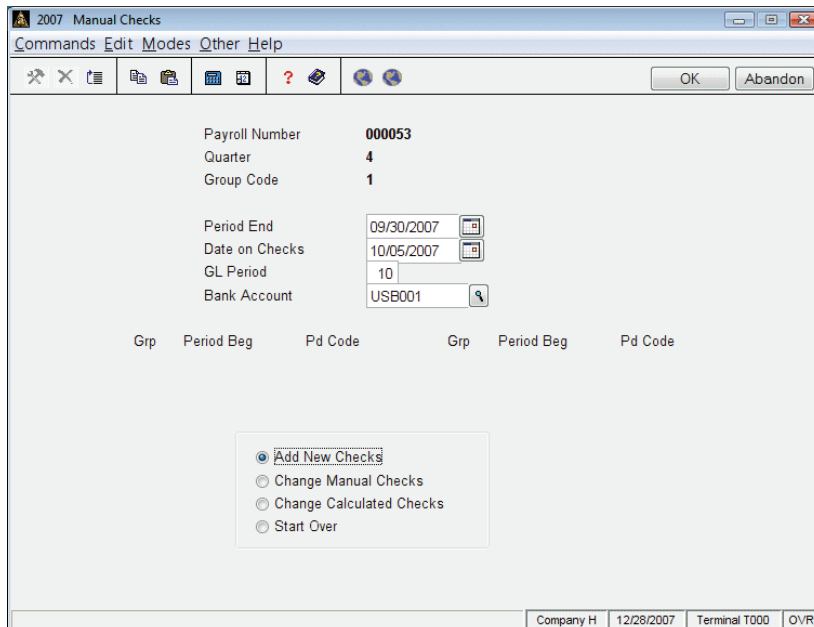 2007 Manual Checks
Commands Edit Modes Other Help
OK Abandon
Payroll Number 000053
Quarter 4
Group Code 1
Period End 09/30/2007
Date on Checks 10/05/2007
GL Period 10
Bank Account USB001
Grp Period Beg Pd Code Grp Period Beg Pd Code
Add New Checks
Change Manual Checks
Change Calculated Checks
Start Over
Company H 12/28/2007 Terminal T000 OVR